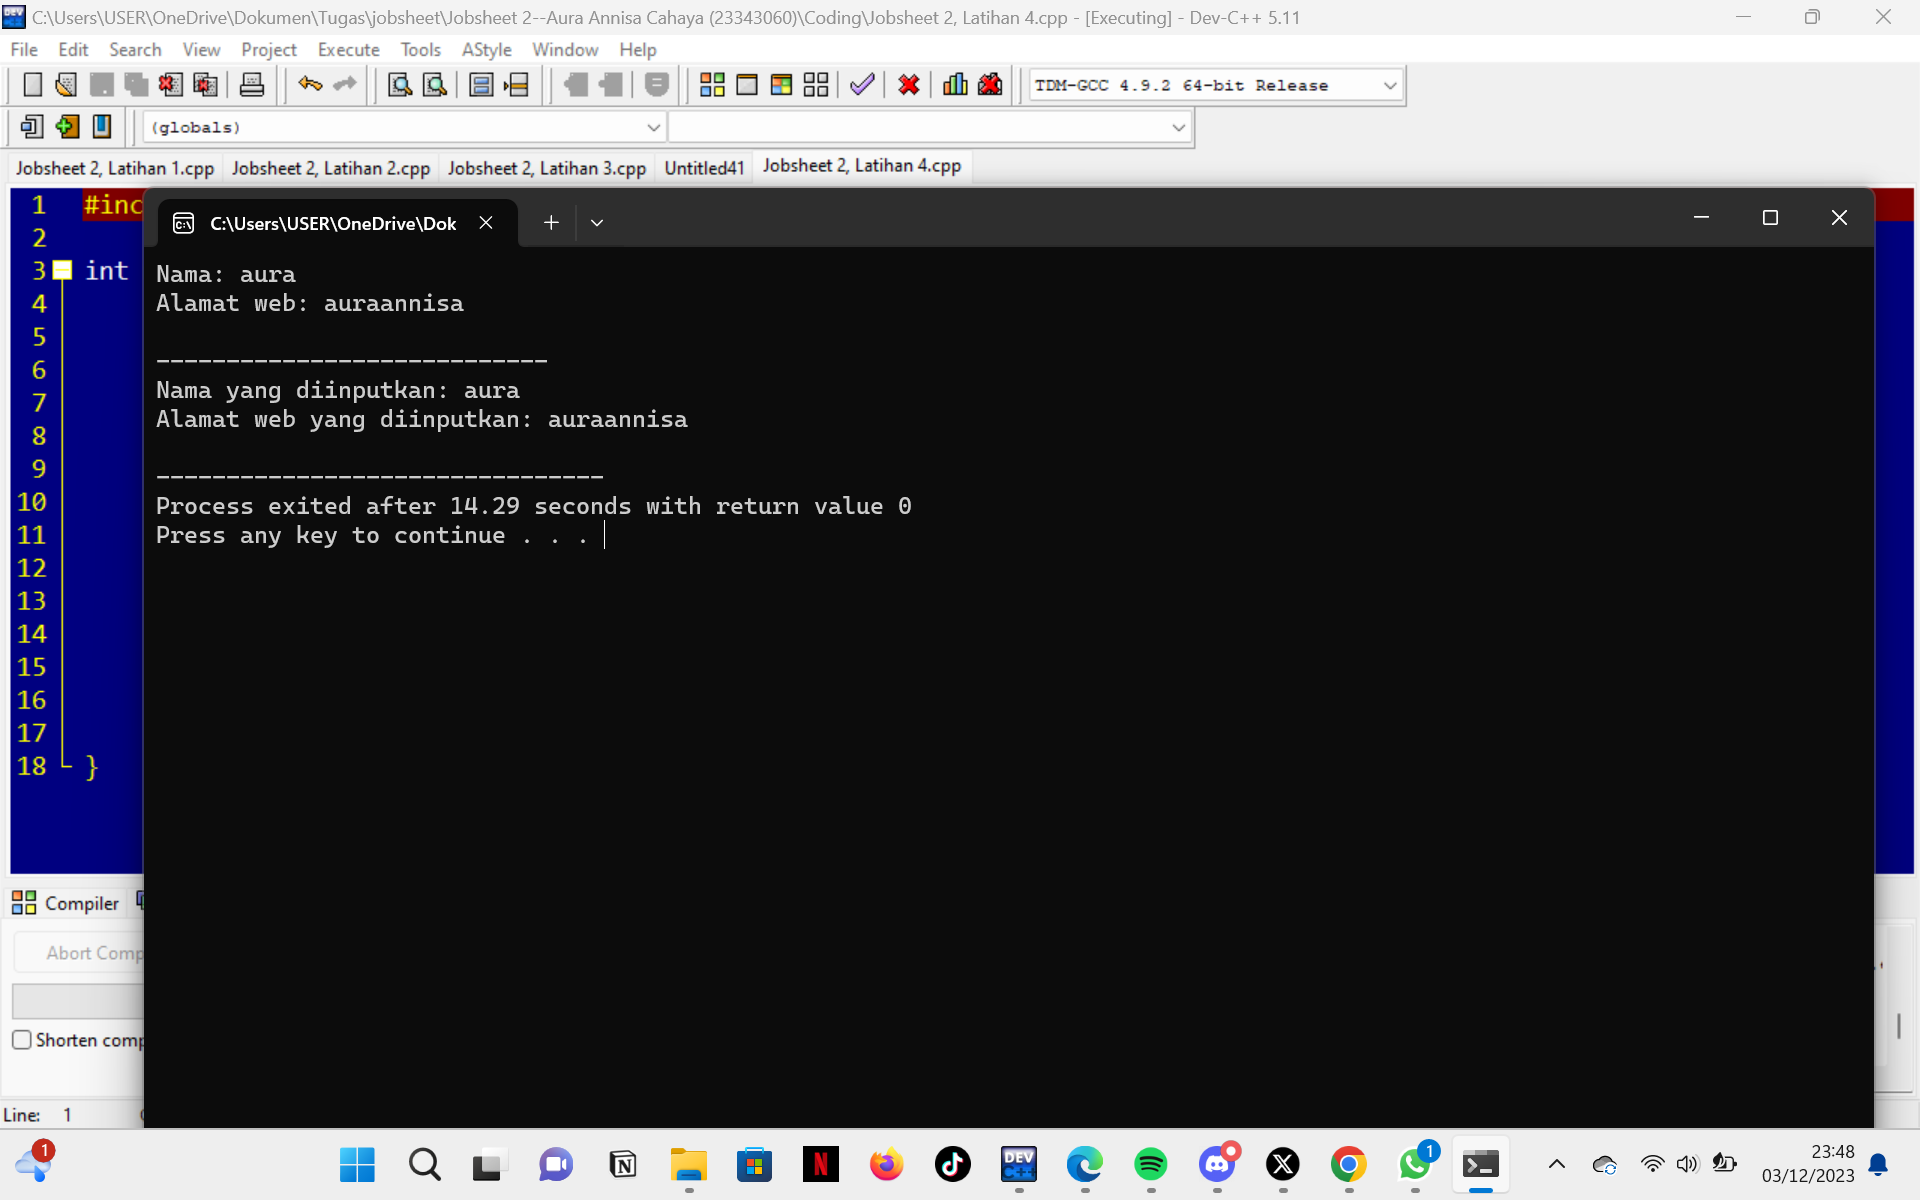 C:\Users\USER\OneDrive\Dokumen\Tugas\jobsheet\Jobsheet 2--Aura Annisa Cahaya (23343060)\Coding\Jobsheet 2, Latihan 4.cpp - [Executing] - Dev-C++ 5.11
File Edit Search View Project Execute Tools AStyle Window Help
TDM-GCC 4.9.2 64-bit Release
(globals)
Jobsheet 2, Latihan 1.cpp Jobsheet 2, Latihan 2.cpp Jobsheet 2, Latihan 3.cpp Untitled41 Jobsheet 2, Latihan 4.cpp
1 #inc
2
3 int
4
5
6
7
8
9
10
11
12
13
14
15
16
17
18 }
C:\Users\USER\OneDrive\Dok
Nama: aura
Alamat web: auraannisa
----------------------------
Nama yang diinputkan: aura
Alamat web yang diinputkan: auraannisa
--------------------------------
Process exited after 14.29 seconds with return value 0
Press any key to continue . . .
Compiler
Abort Comp
Shorten comp
Line: 1
1
DEV
C++
1
23:48
03/12/2023